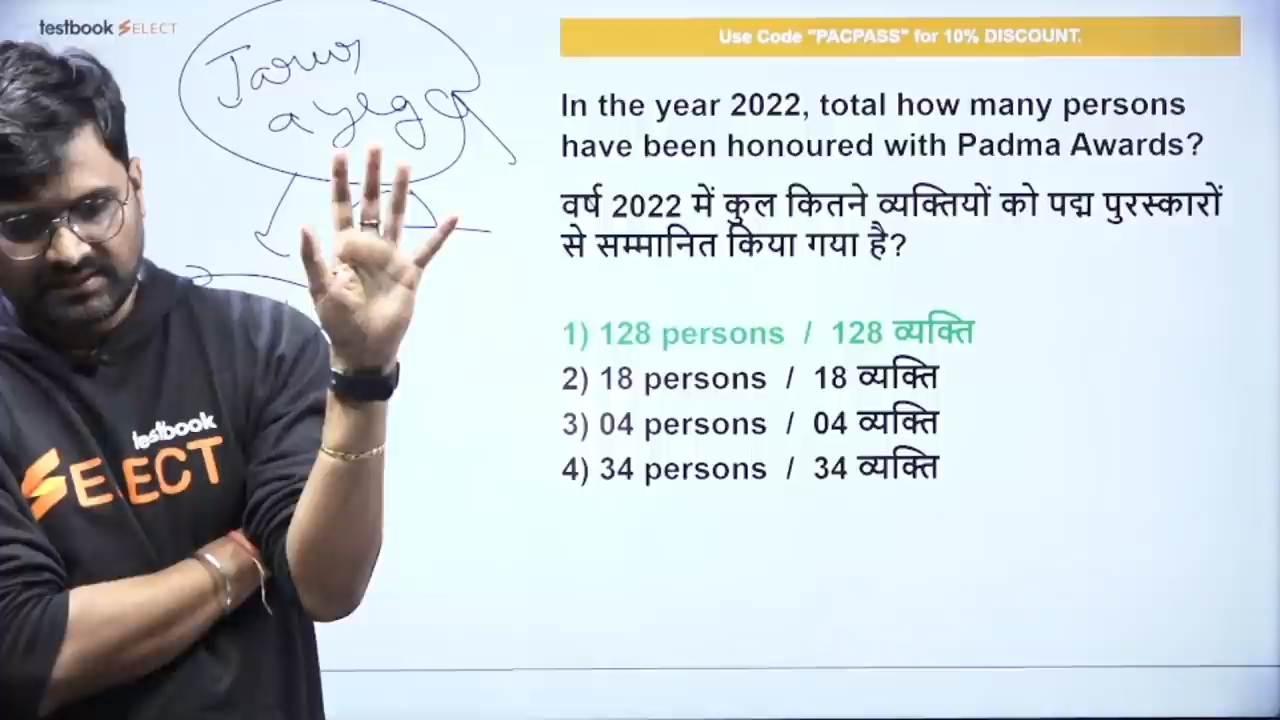 testbook SELECT
Use Code "PACPASS" for 10% DISCOUNT.
Jarur
ayega
In the year 2022, total how many persons
have been honoured with Padma Awards?
वर्ष 2022 में कुल कितने व्यक्तियों को पद्म पुरस्कारों
से सम्मानित किया गया है?
1) 128 persons / 128 व्यक्ति
2) 18 persons / 18 व्यक्ति
3) 04 persons / 04 व्यक्ति
4) 34 persons / 34 व्यक्ति
testbook
SELECT